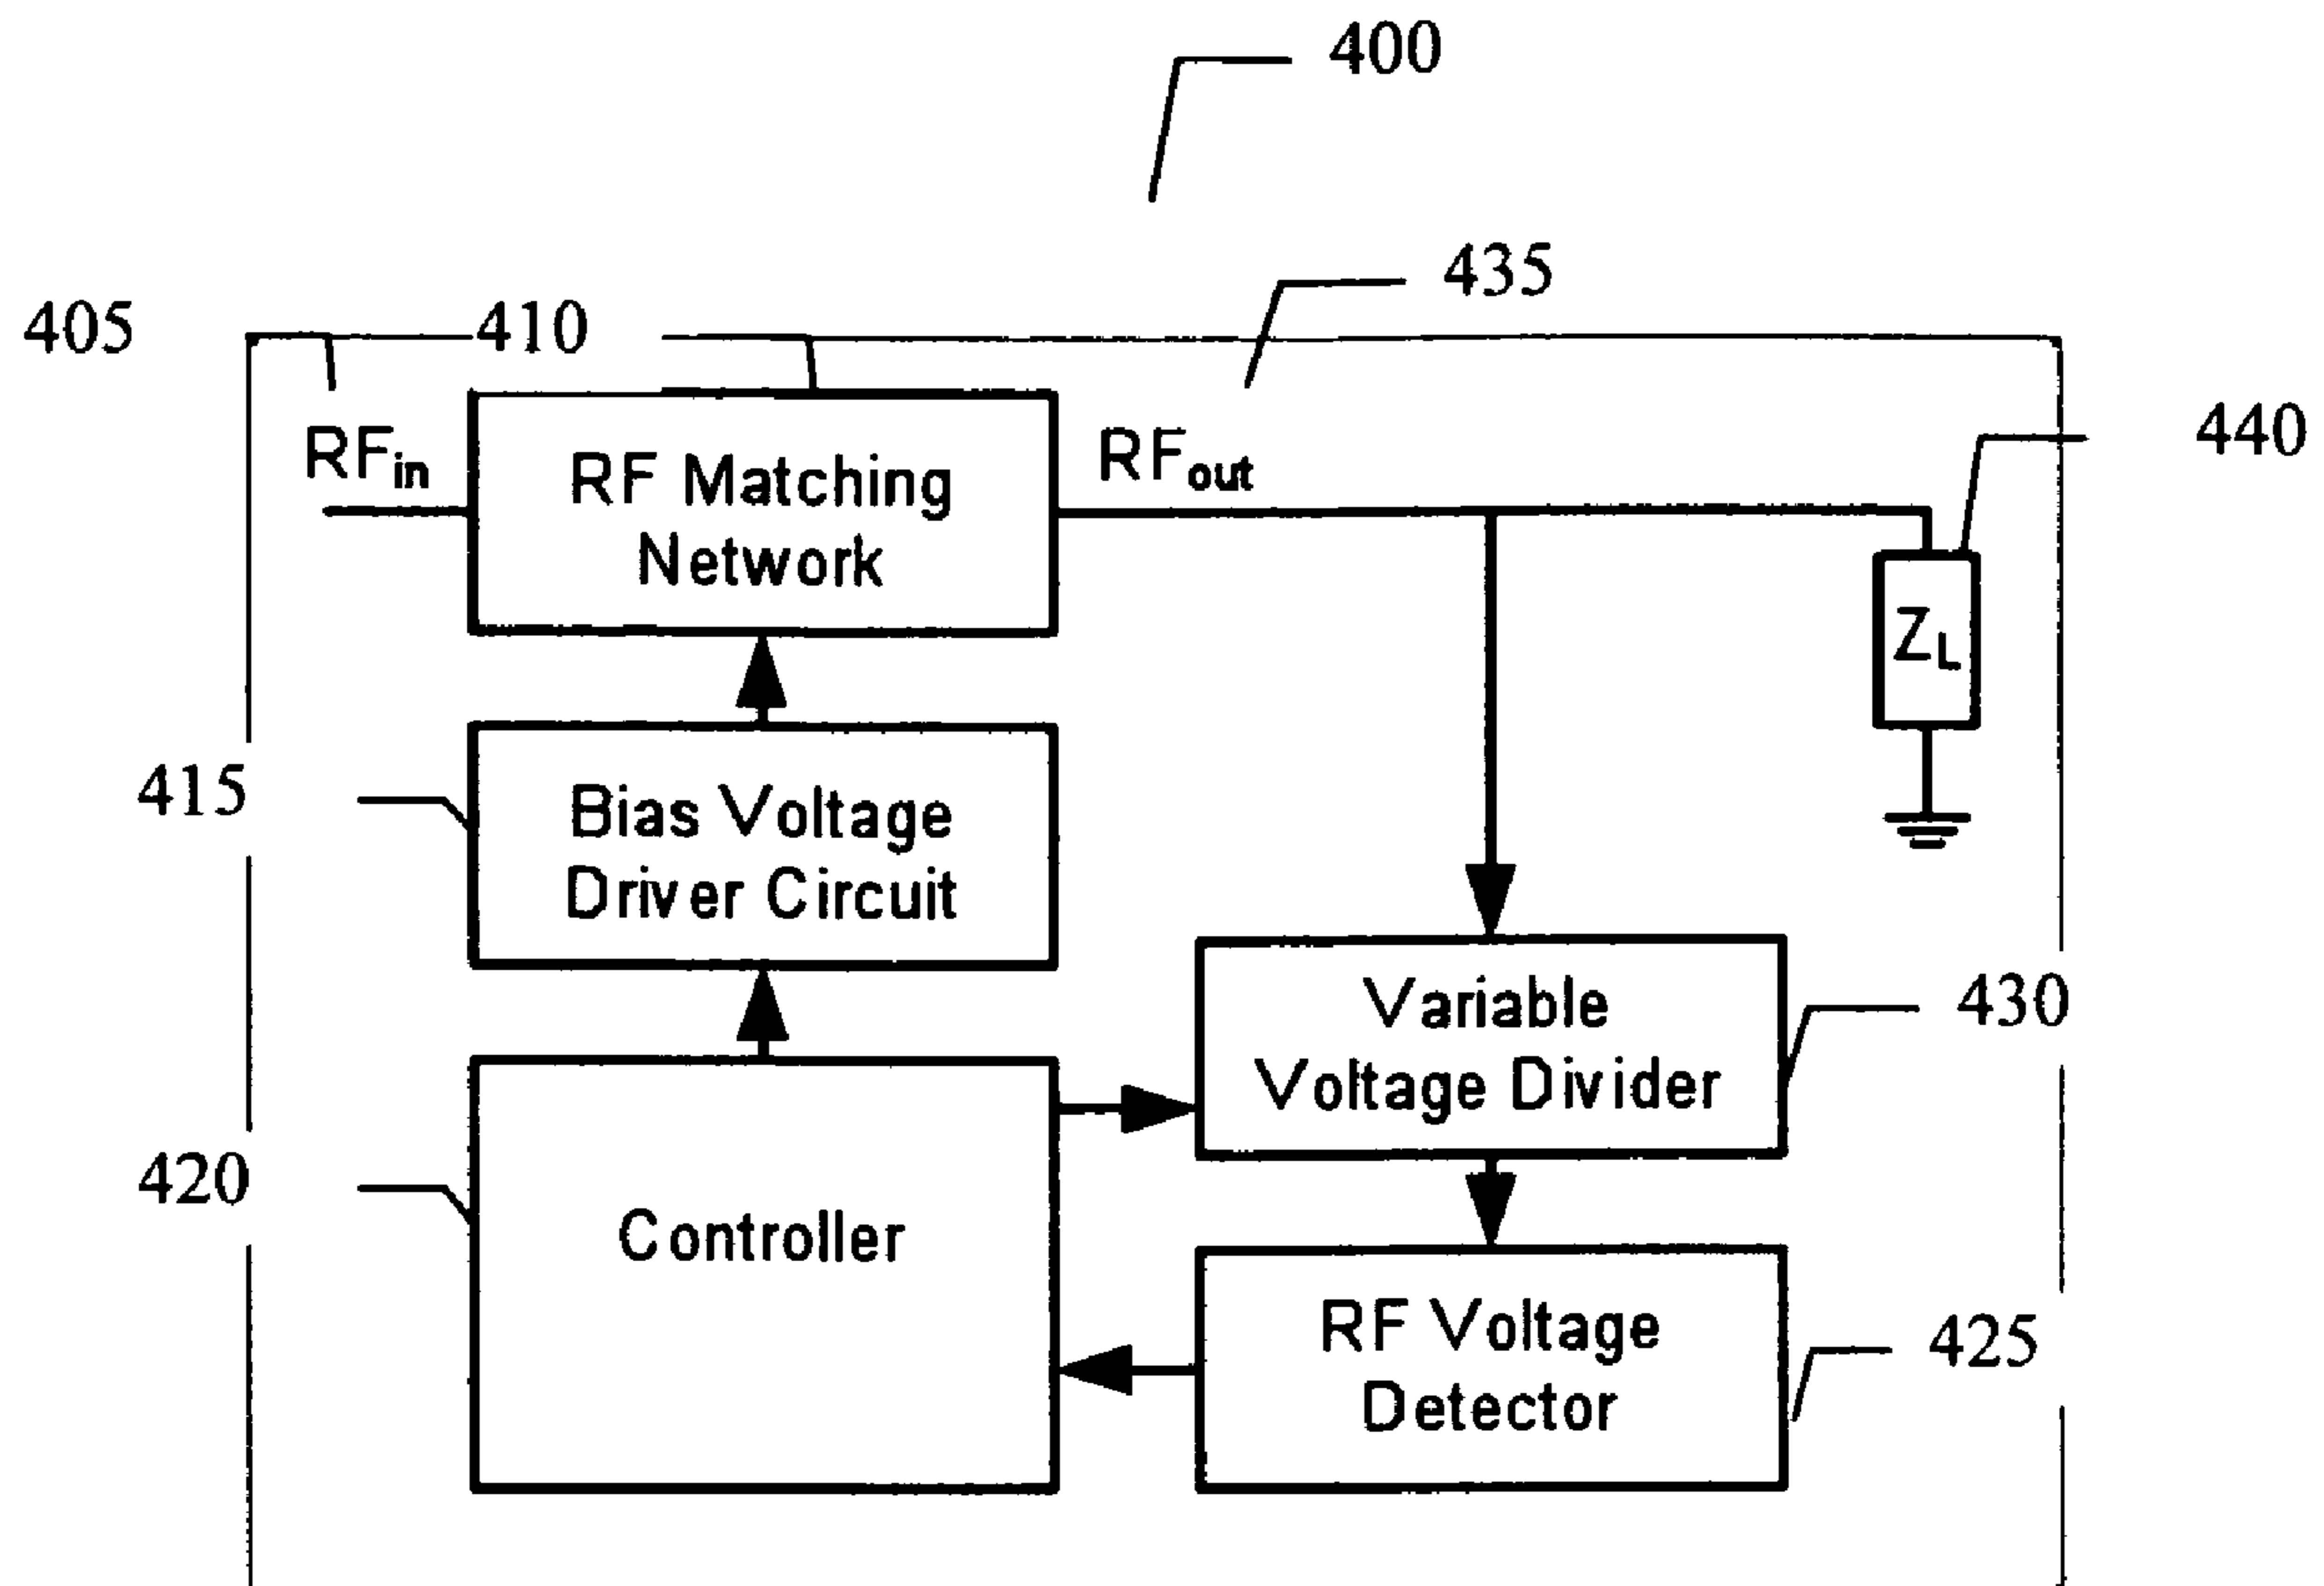 400
435
405
410
440
RFin
RF Matching
Network
RFout
ZL
415
Bias Voltage
Driver Circuit
Variable
Voltage Divider
430
420
Controller
RF Voltage
Detector
425